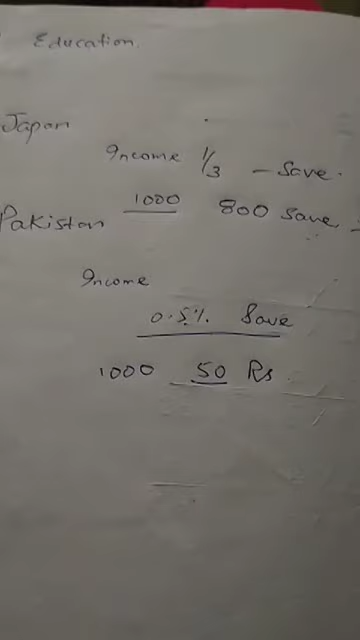 Education.
Japan
Income 1/3 - Save.
1000 800 Save -
Pakistan
Income
0.5% Save
1000 50 Rs.